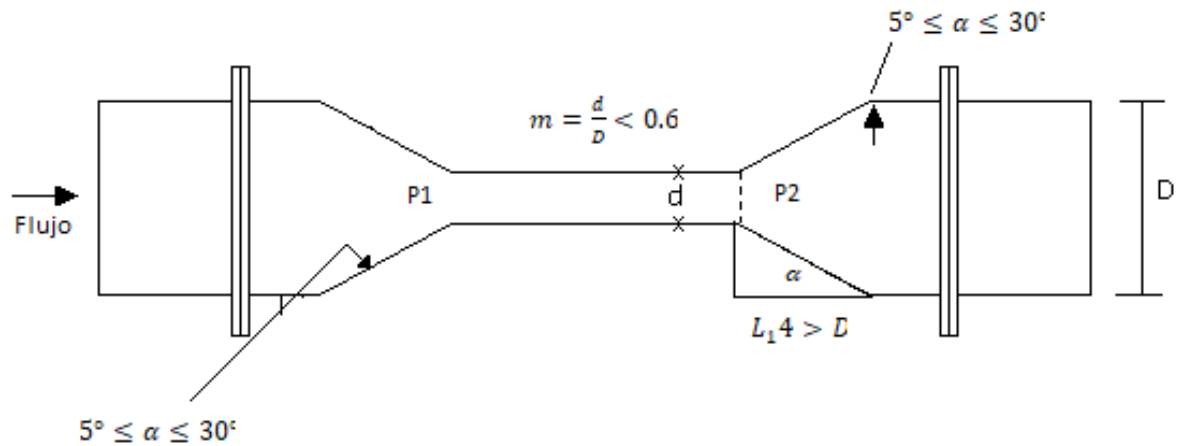 5° ≤ α ≤ 30°
m = d/D < 0.6
P1
d
P2
D
Flujo
α
L₁4 > D
5° ≤ α ≤ 30°